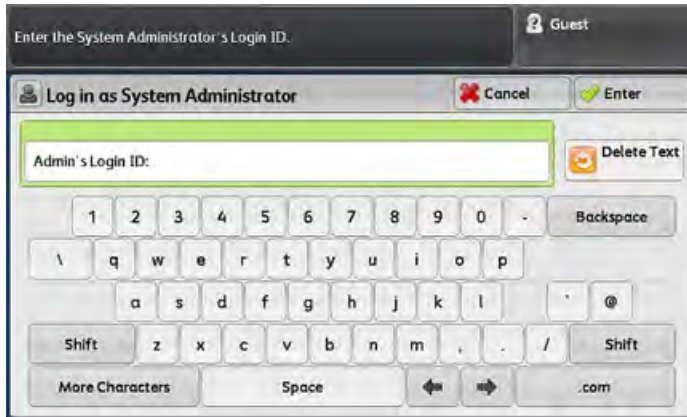 Enter the System Administrator's Login ID.
Guest
Log in as System Administrator
Cancel
Enter
Admin's Login ID:
Delete Text
1 2 3 4 5 6 7 8 9 0 - Backspace
\ q w e r t y u i o p
a s d f g h j k l ' @
Shift z x c v b n m , . / Shift
More Characters Space .com